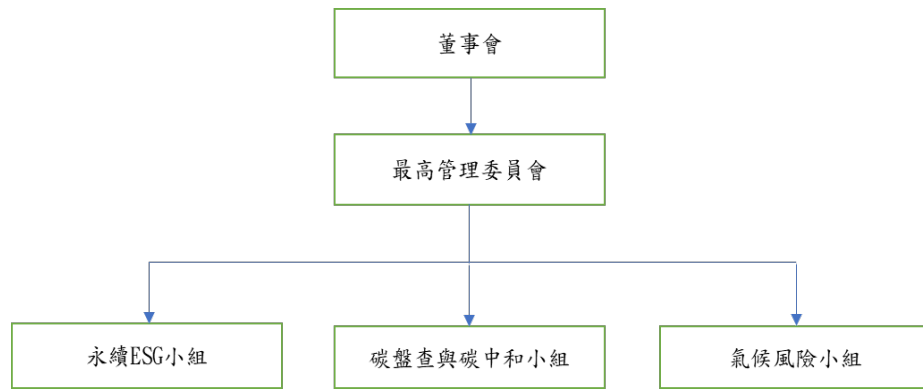 董事會
最高管理委員會
永續ESG小組
碳盤查與碳中和小組
氣候風險小組